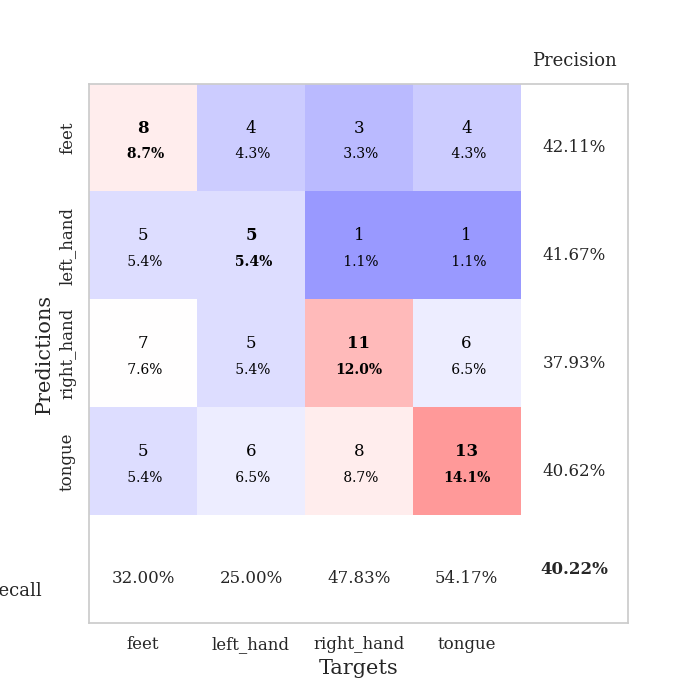 Precision
feet 8 4 3 4 42.11%
8.7% 4.3% 3.3% 4.3%
left_hand 5 5 1 1 41.67%
5.4% 5.4% 1.1% 1.1%
Predictions
right_hand 7 5 11 6 37.93%
7.6% 5.4% 12.0% 6.5%
tongue 5 6 8 13 40.62%
5.4% 6.5% 8.7% 14.1%
ecall 32.00% 25.00% 47.83% 54.17% 40.22%
feet left_hand right_hand tongue
Targets